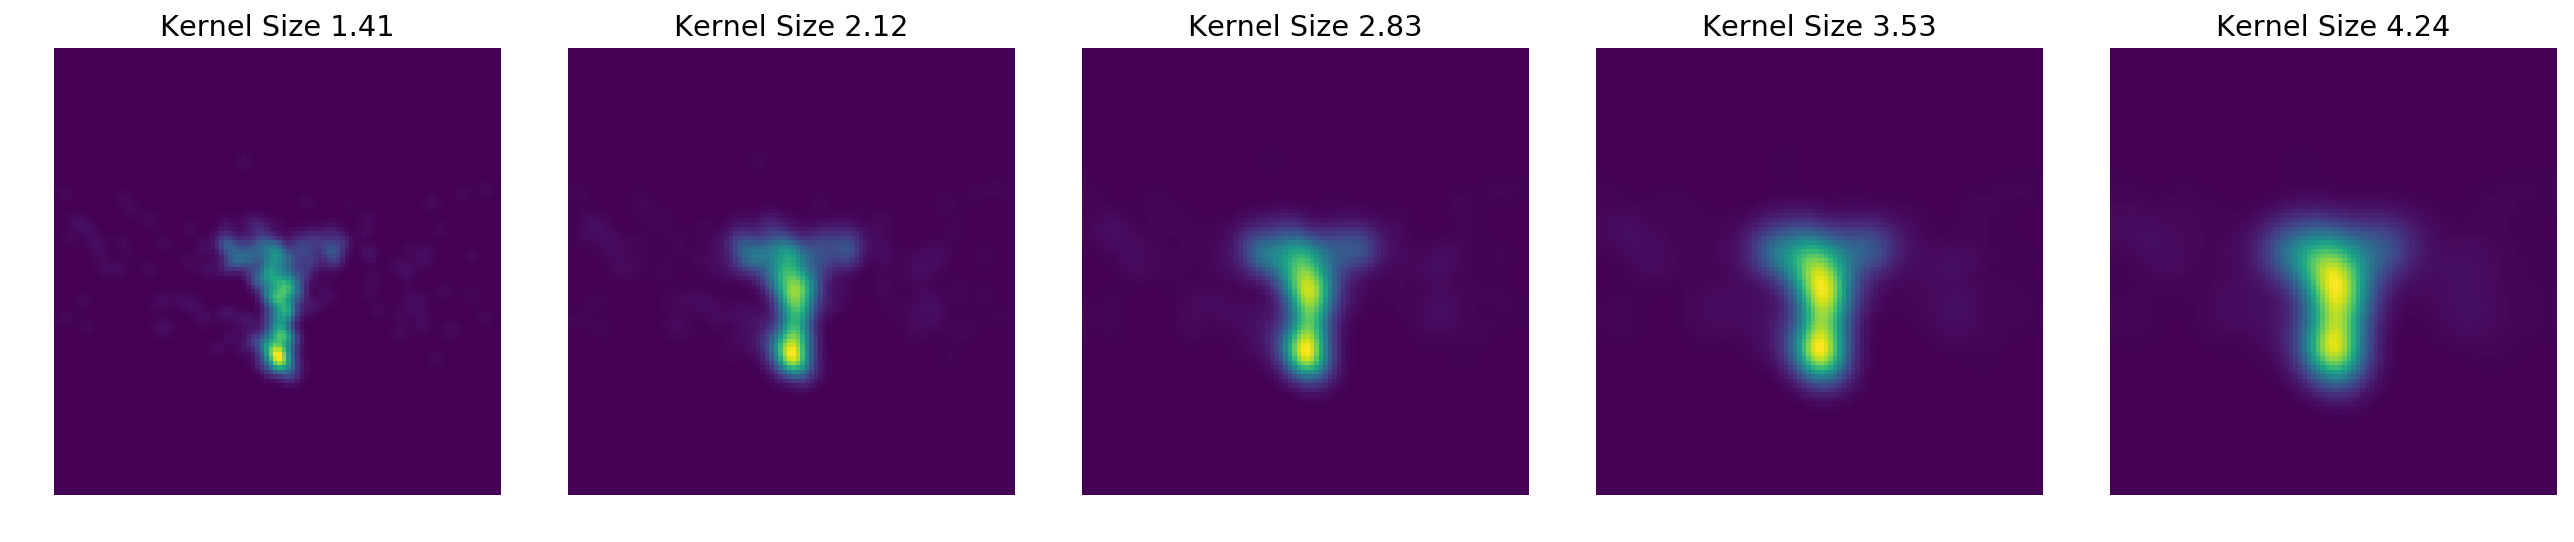 Kernel Size 1.41
Kernel Size 2.12
Kernel Size 2.83
Kernel Size 3.53
Kernel Size 4.24